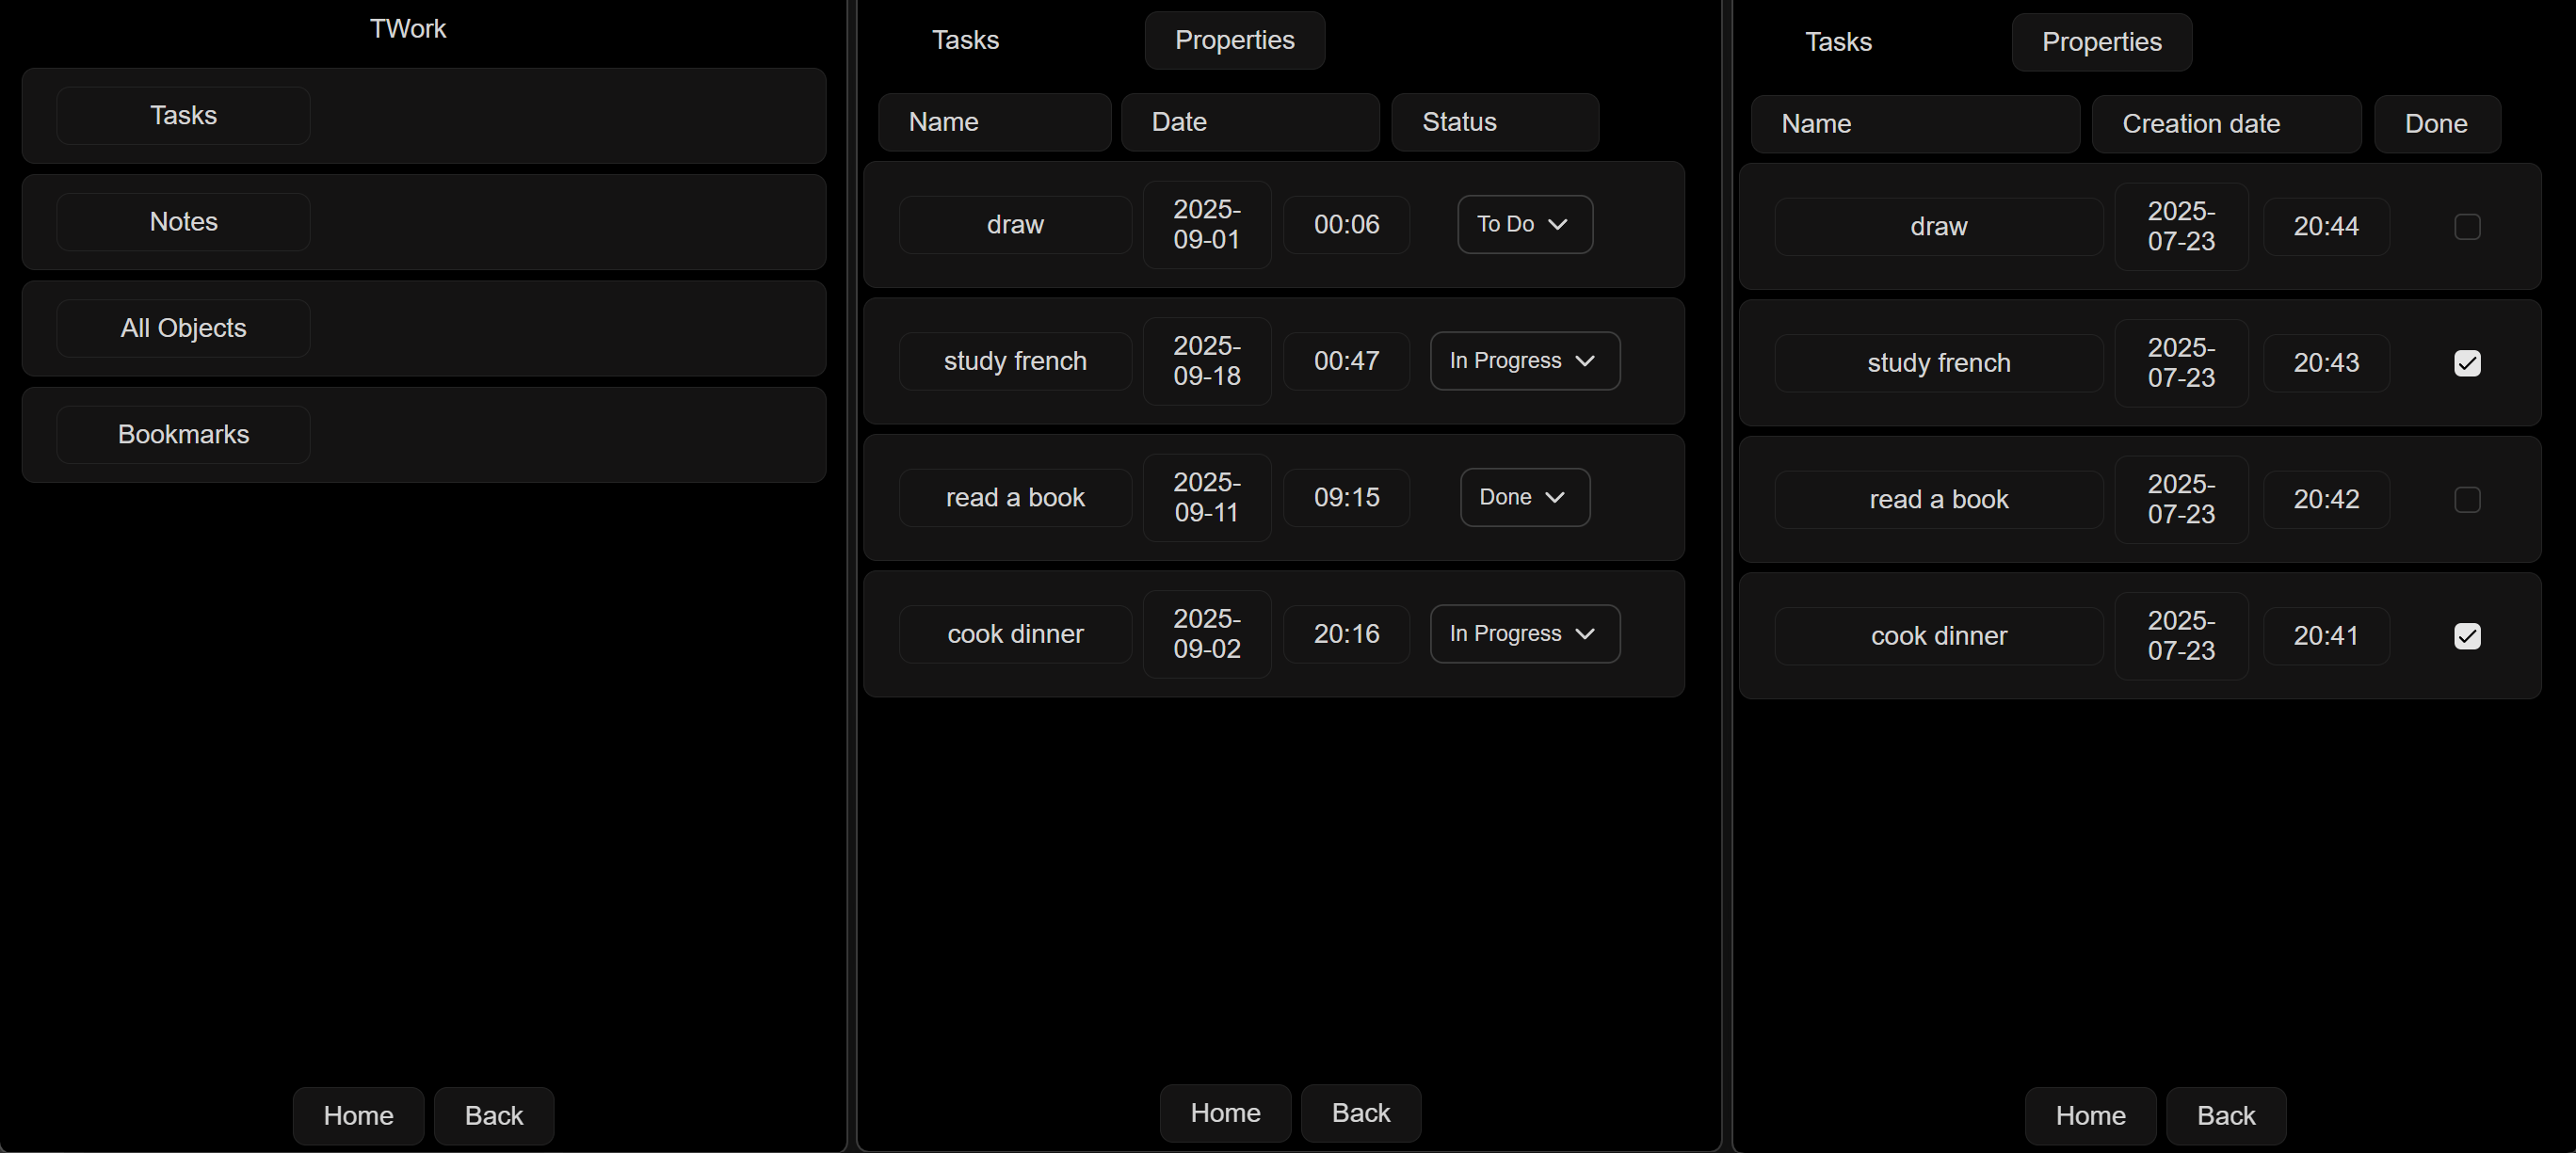 TWork
Tasks
Notes
All Objects
Bookmarks
Home Back
Tasks Properties
Name Date Status
draw 2025-
09-01 00:06 To Do
study french 2025-
09-18 00:47 In Progress
read a book 2025-
09-11 09:15 Done
cook dinner 2025-
09-02 20:16 In Progress
Home Back
Tasks Properties
Name Creation date Done
draw 2025-
07-23 20:44
study french 2025-
07-23 20:43
read a book 2025-
07-23 20:42
cook dinner 2025-
07-23 20:41
Home Back